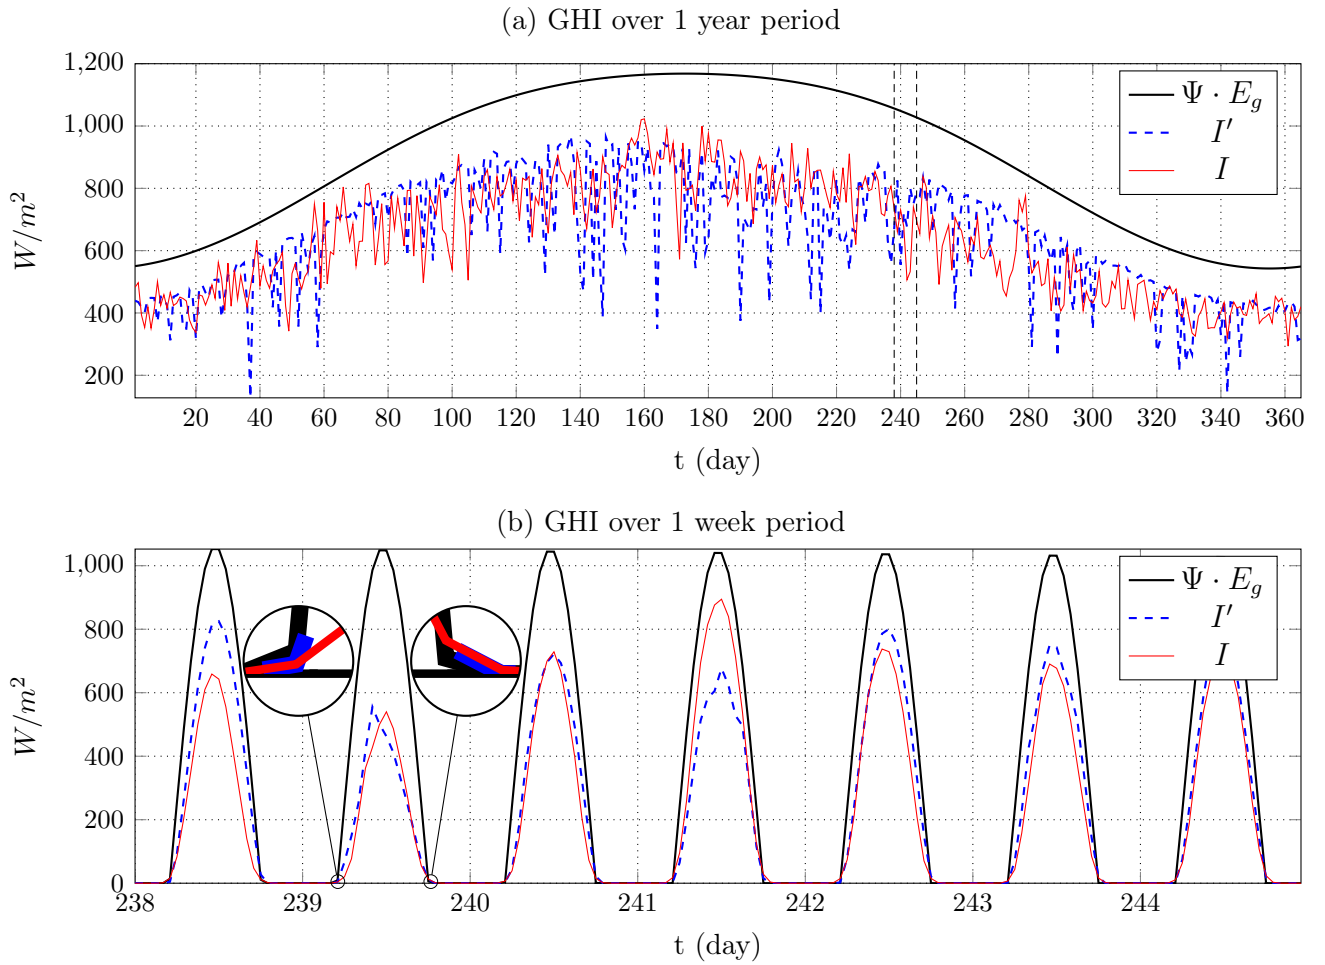 (a) GHI over 1 year period
1,200
1,000
800
600
400
200
W/m²
Ψ · E_g
I′
I
20 40 60 80 100 120 140 160 180 200 220 240 260 280 300 320 340 360
t (day)
(b) GHI over 1 week period
1,000
800
600
400
200
0
W/m²
Ψ · E_g
I′
I
238 239 240 241 242 243 244
t (day)